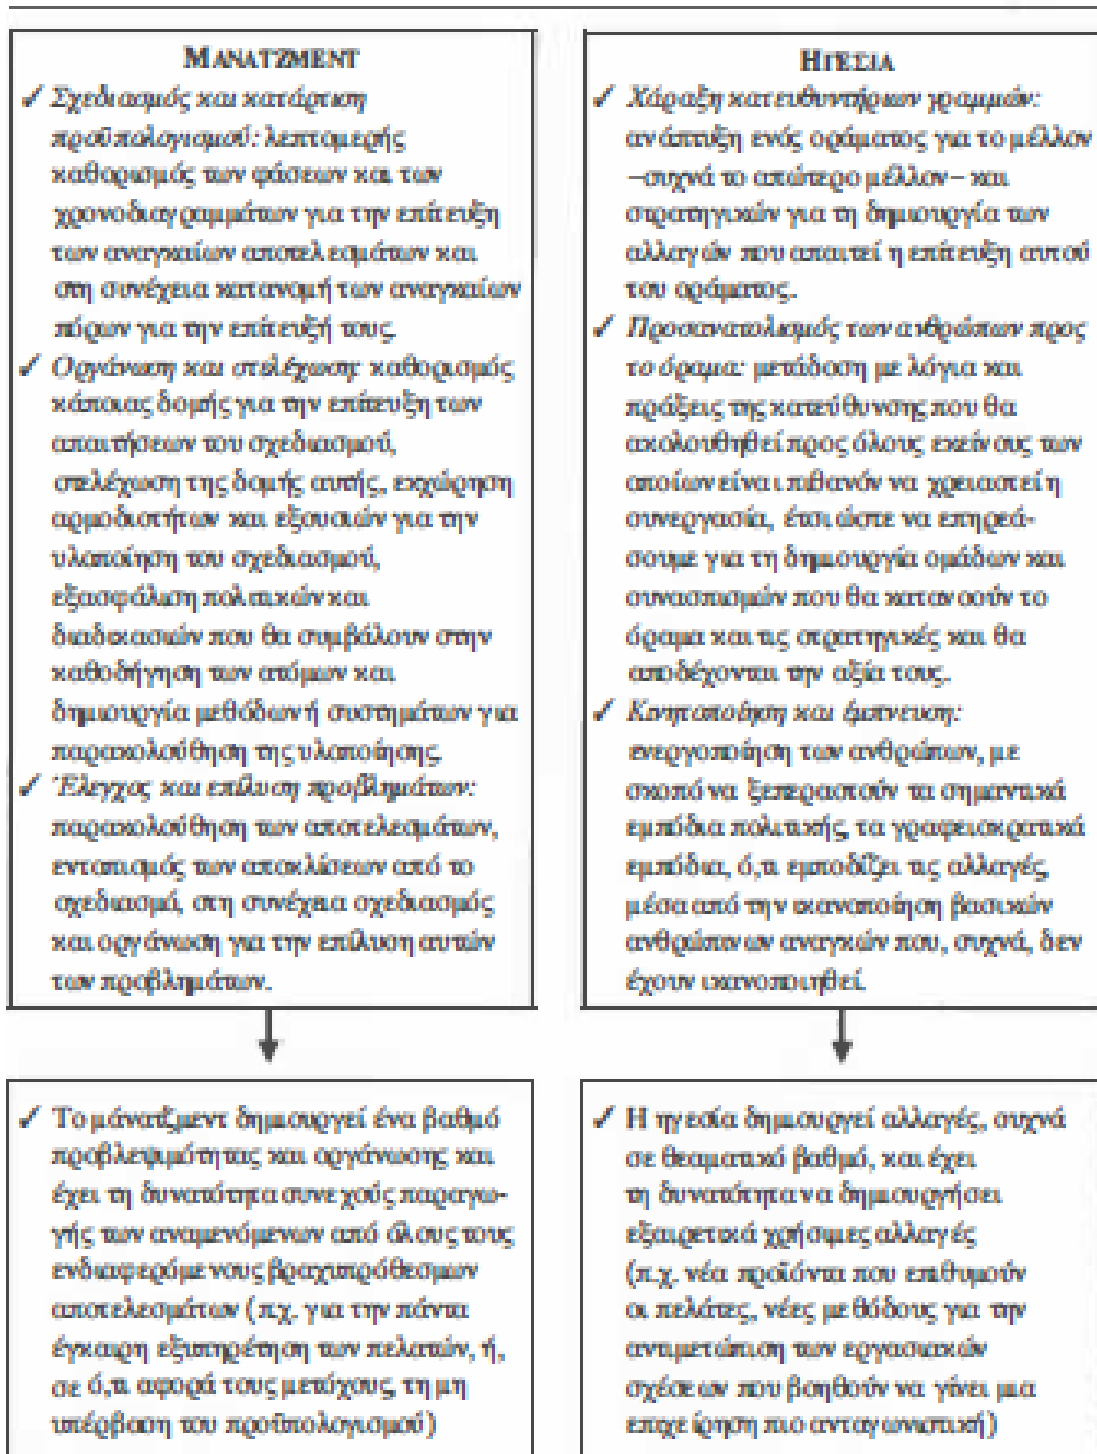 ΜΑΝΑΤΖΜΕΝΤ
✓ Σχεδιασμός και κατάρτιση
προϋπολογισμού: λεπτομερής
καθορισμός των φάσεων και των
χρονοδιαγραμμάτων για την επίτευξη
των αναγκαίων αποτελεσμάτων και
στη συνέχεια κατανομή των αναγκαίων
πόρων για την επίτευξή τους.
✓ Οργάνωση και στελέχωση: καθορισμός
κάποιας δομής για την επίτευξη των
απαιτήσεων του σχεδιασμού,
στελέχωση της δομής αυτής, εκχώρηση
αρμοδιοτήτων και εξουσιών για την
υλοποίηση του σχεδιασμού,
εξασφάλιση πολιτικών και
διαδικασιών που θα συμβάλουν στην
καθοδήγηση των ατόμων και
δημιουργία μεθόδων ή συστημάτων για
παρακολούθηση της υλοποίησης.
✓ Έλεγχος και επίλυση προβλημάτων:
παρακολούθηση των αποτελεσμάτων,
εντοπισμός των αποκλίσεων από το
σχεδιασμό, στη συνέχεια σχεδιασμός
και οργάνωση για την επίλυση αυτών
των προβλημάτων.
✓ Το μάνατζμεντ δημιουργεί ένα βαθμό
προβλεψιμότητας και οργάνωσης και
έχει τη δυνατότητα συνεχούς παραγω-
γής των αναμενόμενων από όλους τους
ενδιαφερόμενους βραχυπρόθεσμων
αποτελεσμάτων (π.χ. για την πάντα
έγκαιρη εξυπηρέτηση των πελατών, ή,
σε ό,τι αφορά τους μετόχους, τη μη
υπέρβαση του προϋπολογισμού)
ΗΓΕΣΙΑ
✓ Χάραξη κατευθυντήριων γραμμών:
ανάπτυξη ενός οράματος για το μέλλον
–συχνά το απώτερο μέλλον– και
στρατηγικών για τη δημιουργία των
αλλαγών που απαιτεί η επίτευξη αυτού
του οράματος.
✓ Προσανατολισμός των ανθρώπων προς
το όραμα: μετάδοση με λόγια και
πράξεις της κατεύθυνσης που θα
ακολουθηθεί προς όλους εκείνους των
οποίων είναι πιθανόν να χρειαστεί η
συνεργασία, έτσι ώστε να επηρεά-
σουμε για τη δημιουργία ομάδων και
συνασπισμών που θα κατανοούν το
όραμα και τις στρατηγικές και θα
αποδέχονται την αξία τους.
✓ Κινητοποίηση και έμπνευση:
ενεργοποίηση των ανθρώπων, με
σκοπό να ξεπεραστούν τα σημαντικά
εμπόδια πολιτικής, τα γραφειοκρατικά
εμπόδια, ό,τι εμποδίζει τις αλλαγές,
μέσα από την ικανοποίηση βασικών
ανθρώπινων αναγκών που, συχνά, δεν
έχουν ικανοποιηθεί.
✓ Η ηγεσία δημιουργεί αλλαγές, συχνά
σε θεαματικό βαθμό, και έχει
τη δυνατότητα να δημιουργήσει
εξαιρετικά χρήσιμες αλλαγές
(π.χ. νέα προϊόντα που επιθυμούν
οι πελάτες, νέες μεθόδους για την
αντιμετώπιση των εργασιακών
σχέσεων που βοηθούν να γίνει μια
επιχείρηση πιο ανταγωνιστική)